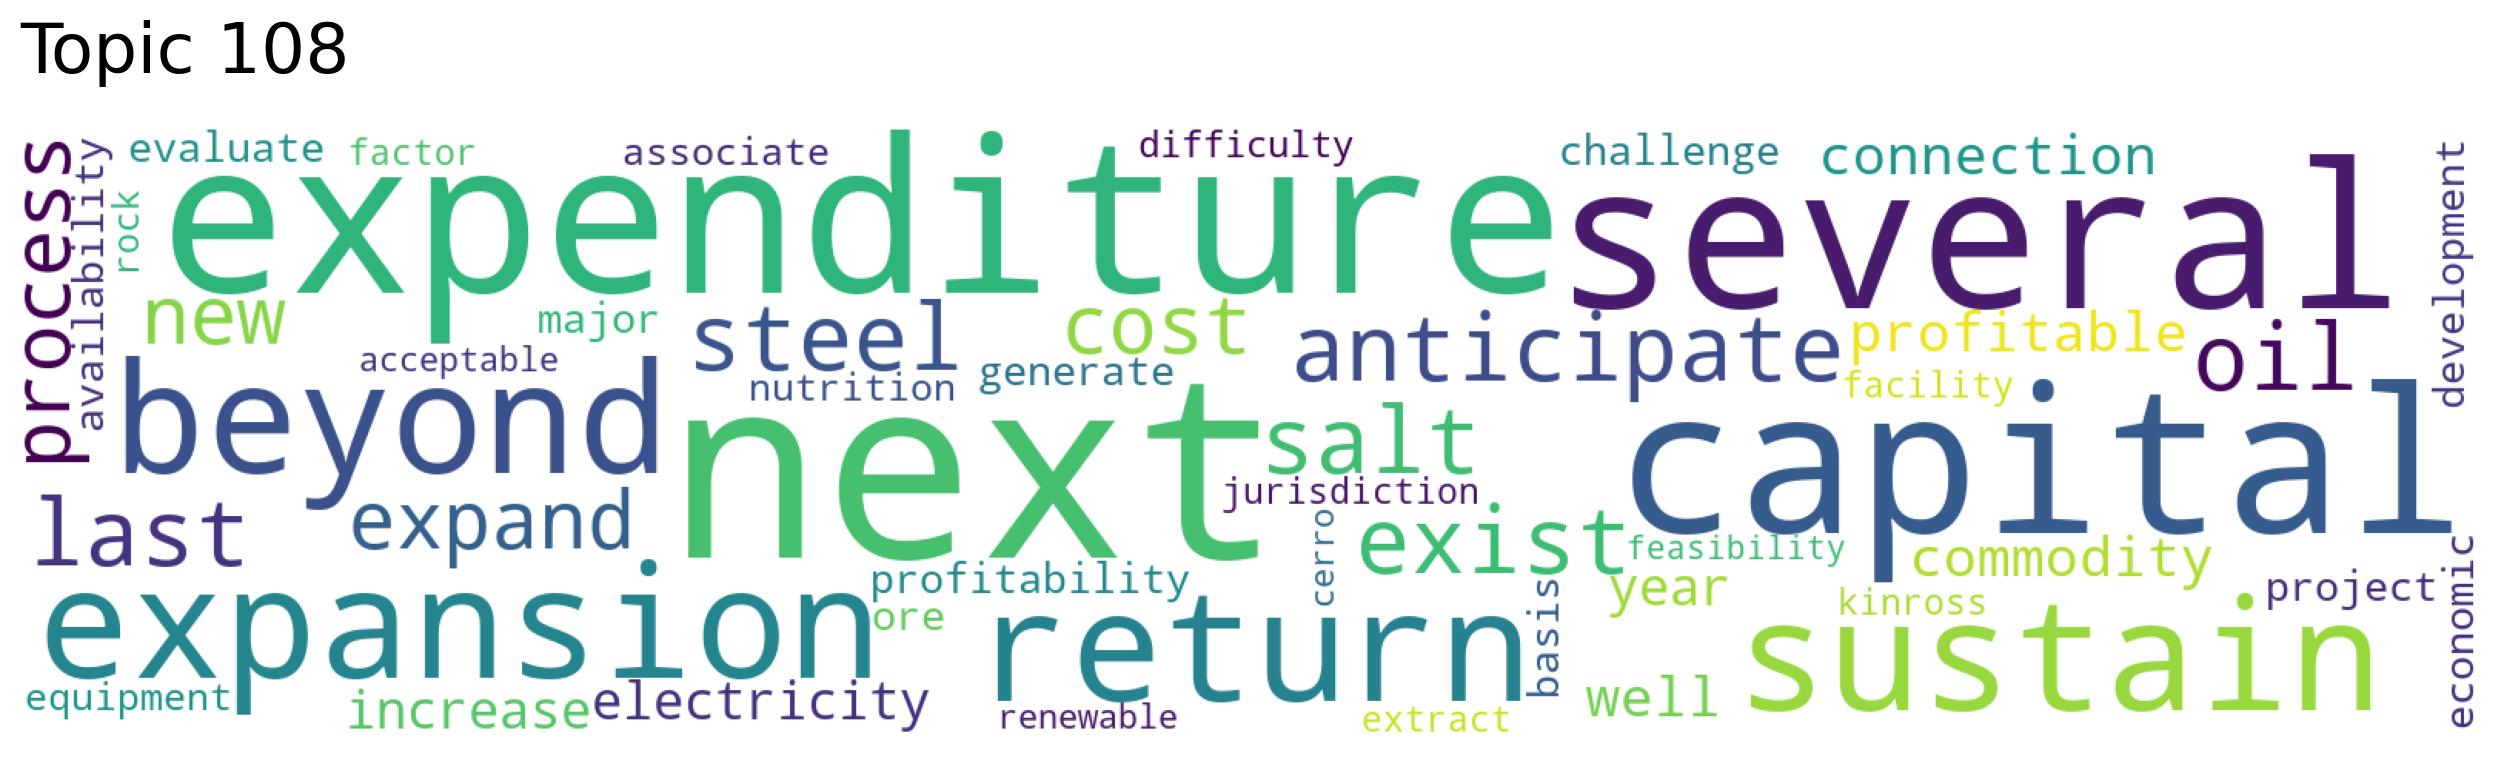 Topic 108
process
availability
rock
evaluate factor associate difficulty challenge connection
expenditure several
development
new major steel cost anticipate profitable oil
acceptable nutrition generate facility
beyond next salt capital
jurisdiction
last expand exist feasibility commodity
cerro
profitability year kinross project
economic
expansion ore return basis sustain
equipment increase electricity renewable extract well